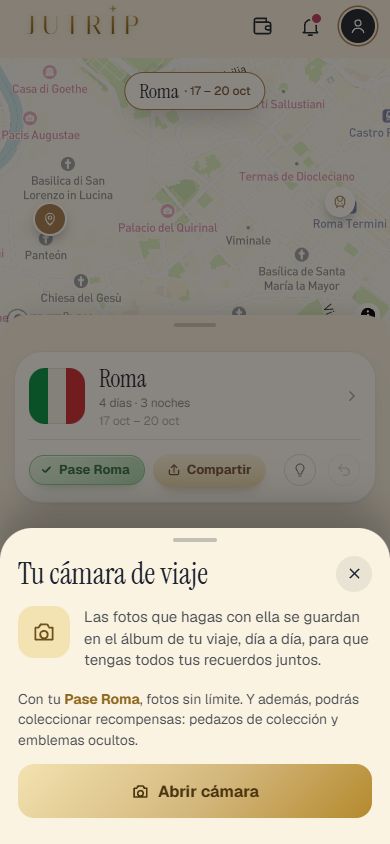 JUTRIP
Casa di Goethe
Roma · 17 – 20 oct
rti Sallustiani
Pacis Augustae
Castro P
Basilica di San
Lorenzo in Lucina
Termas de Diocleciano
Palacio del Quirinal
Roma Termini
Viminale
Panteón
Basílica de Santa
María la Mayor
Chiesa del Gesù
Roma
4 días · 3 noches
17 oct – 20 oct
Pase Roma
Compartir
Tu cámara de viaje
Las fotos que hagas con ella se guardan
en el álbum de tu viaje, día a día, para que
tengas todos tus recuerdos juntos.
Con tu Pase Roma, fotos sin límite. Y además, podrás
coleccionar recompensas: pedazos de colección y
emblemas ocultos.
Abrir cámara